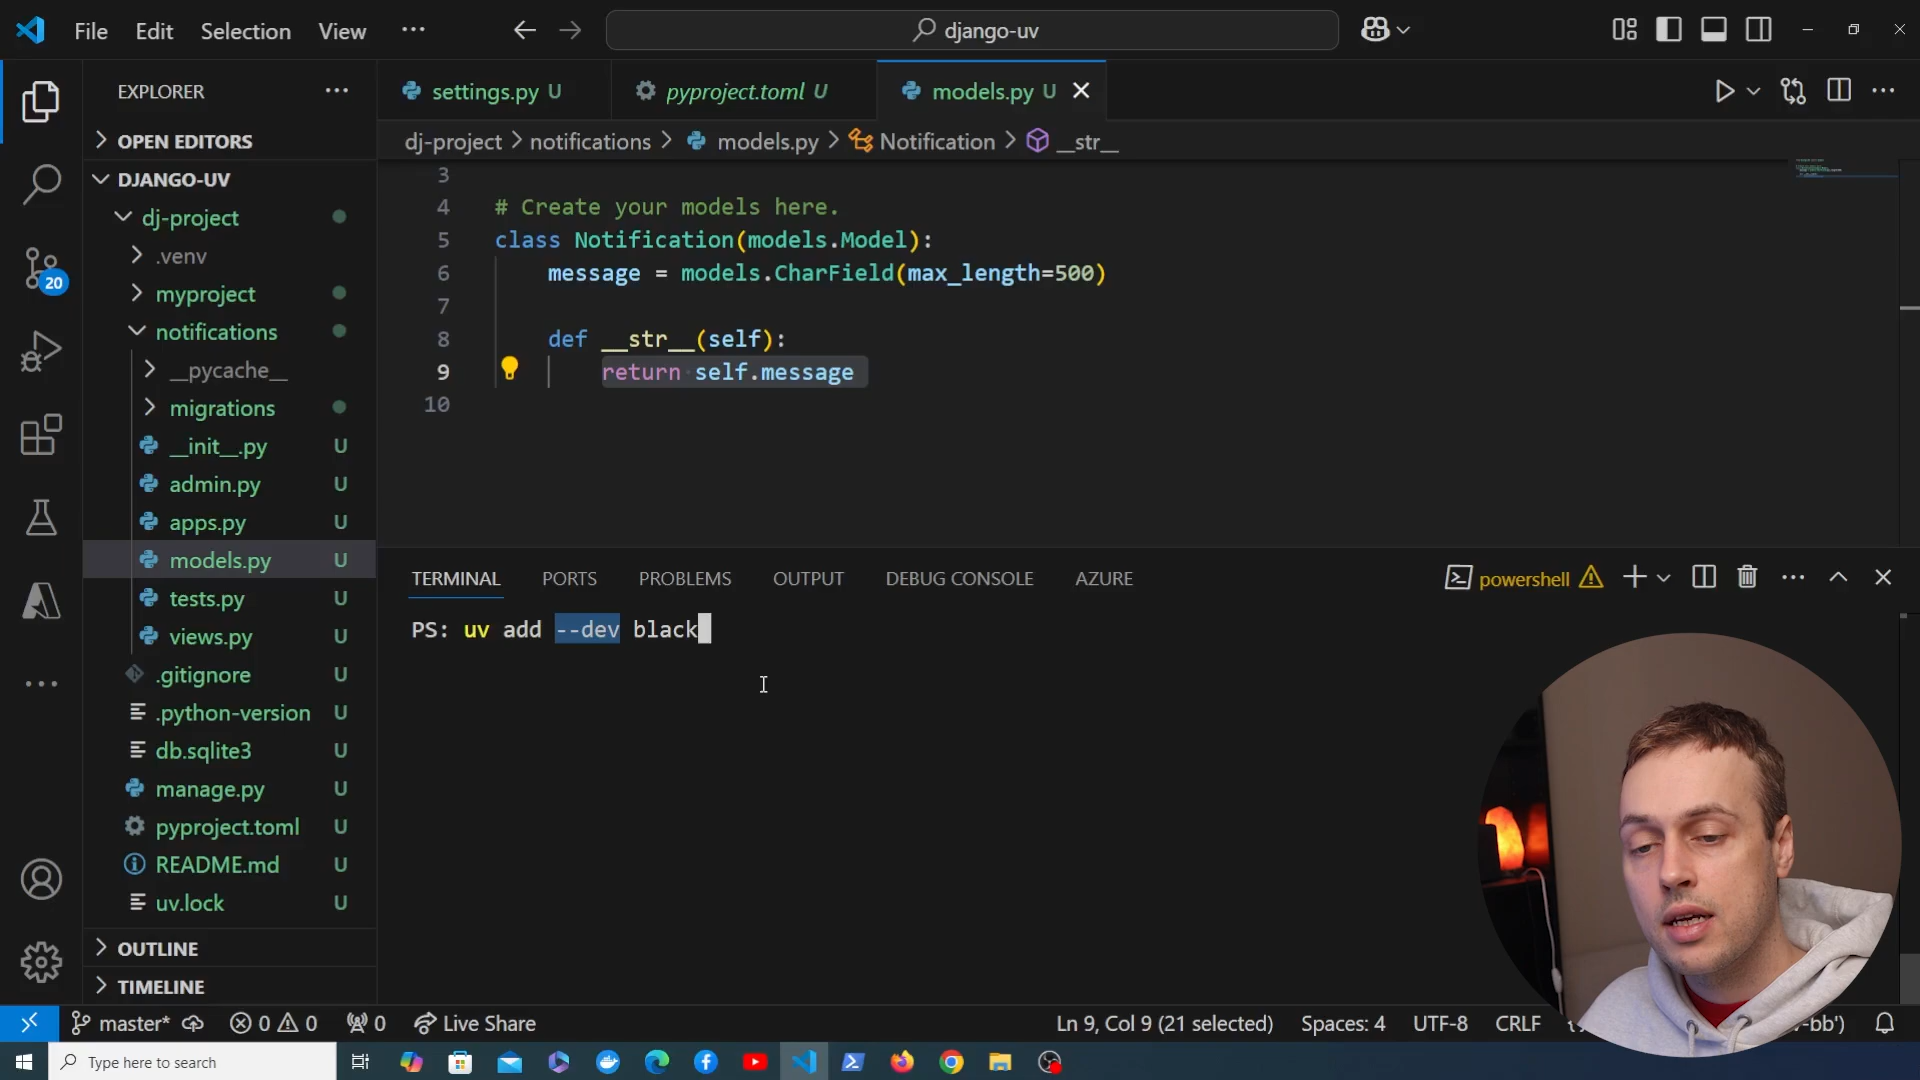 File Edit Selection View ··· django-uv
EXPLORER ···
OPEN EDITORS
DJANGO-UV
dj-project
.venv
myproject
notifications
__pycache__
migrations
__init__.py U
admin.py U
apps.py U
models.py U
tests.py U
views.py U
.gitignore U
.python-version U
db.sqlite3 U
manage.py U
pyproject.toml U
README.md U
uv.lock U
OUTLINE
TIMELINE
20
settings.py U pyproject.toml U models.py U
dj-project > notifications > models.py > Notification > __str__
3
4 # Create your models here.
5 class Notification(models.Model):
6 message = models.CharField(max_length=500)
7
8 def __str__(self):
9 return self.message
10
TERMINAL PORTS PROBLEMS OUTPUT DEBUG CONSOLE AZURE powershell
PS: uv add --dev black
master* 0 0 0 Live Share Ln 9, Col 9 (21 selected) Spaces: 4 UTF-8 CRLF
Type here to search